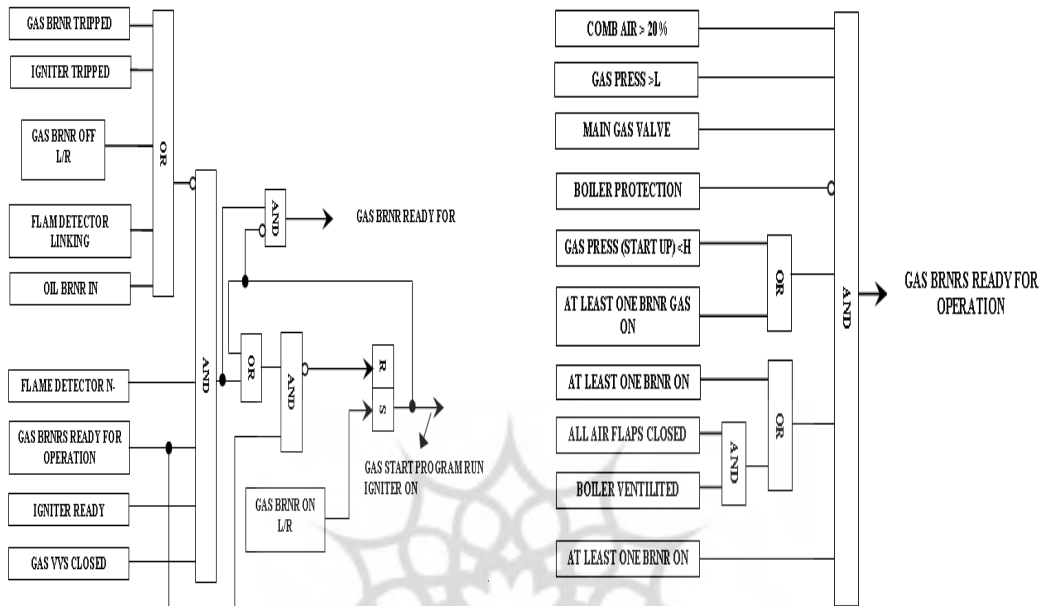 GAS BRNR TRIPPED
IGNITER TRIPPED
GAS BRNR OFF
L/R
FLAM DETECTOR
LINKING
OIL BRNR IN
OR
FLAME DETECTOR N-
GAS BRNRS READY FOR
OPERATION
IGNITER READY
GAS VVS CLOSED
AND
AND
GAS BRNR READY FOR
OR
AND
R
S
GAS START PROGRAM RUN
IGNITER ON
GAS BRNR ON
L/R
COMB AIR > 20%
GAS PRESS >L
MAIN GAS VALVE
BOILER PROTECTION
GAS PRESS (START UP) <H
AT LEAST ONE BRNR GAS
ON
OR
AT LEAST ONE BRNR ON
ALL AIR FLAPS CLOSED
BOILER VENTILITED
AND
OR
AT LEAST ONE BRNR ON
AND
GAS BRNRS READY FOR
OPERATION